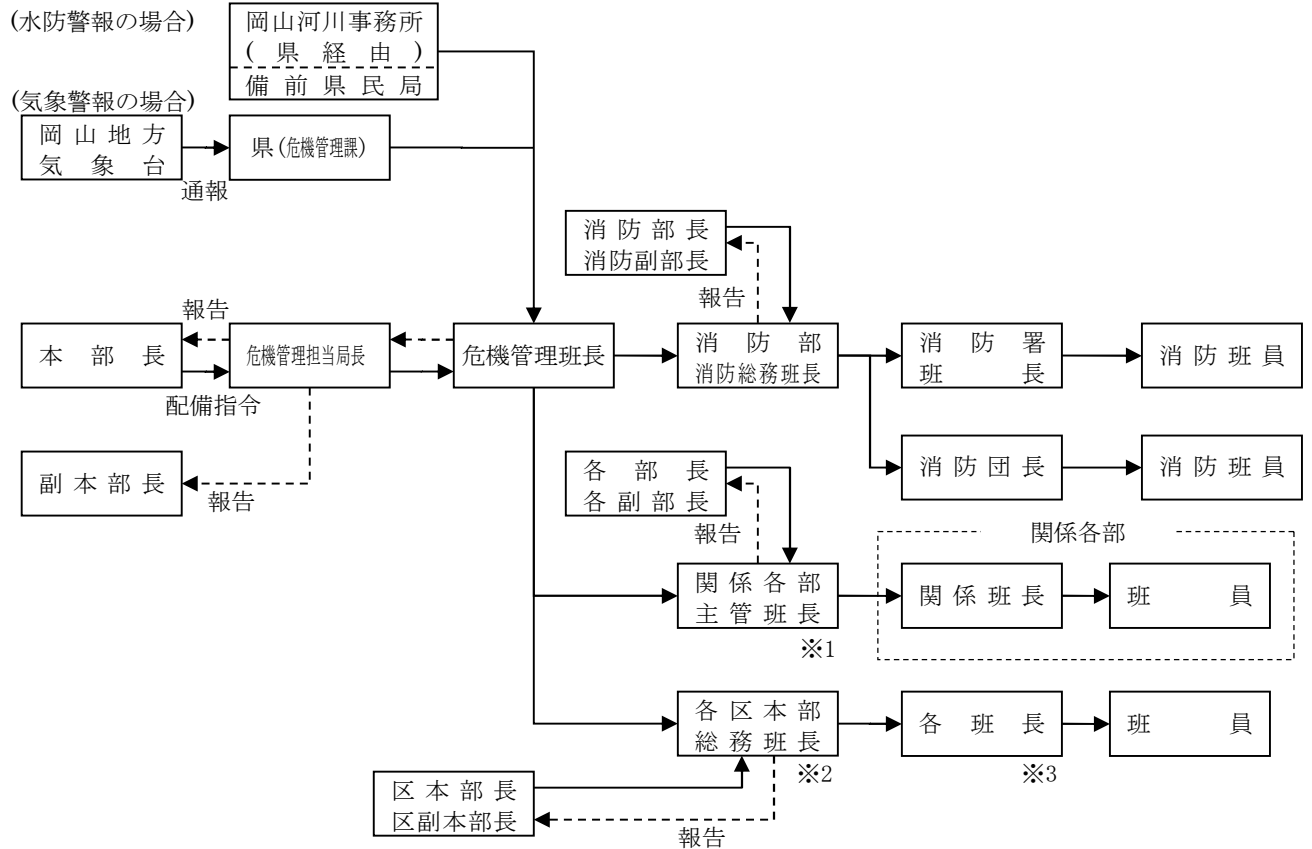 (水防警報の場合)
岡山河川事務所
(県経由)
備前県民局
(気象警報の場合)
岡山地方
気象台
通報
県(危機管理課)
消防部長
消防副部長
報告
報告
本部長
危機管理担当局長
配備指令
危機管理班長
消防部
消防総務班長
消防署
班長
消防班員
副本部長
報告
消防団長
消防班員
各部長
各副部長
報告
関係各部
関係各部
主管班長
※1
関係班長
班員
各区本部
総務班長
※2
各班長
※3
班員
区本部長
区副本部長
報告